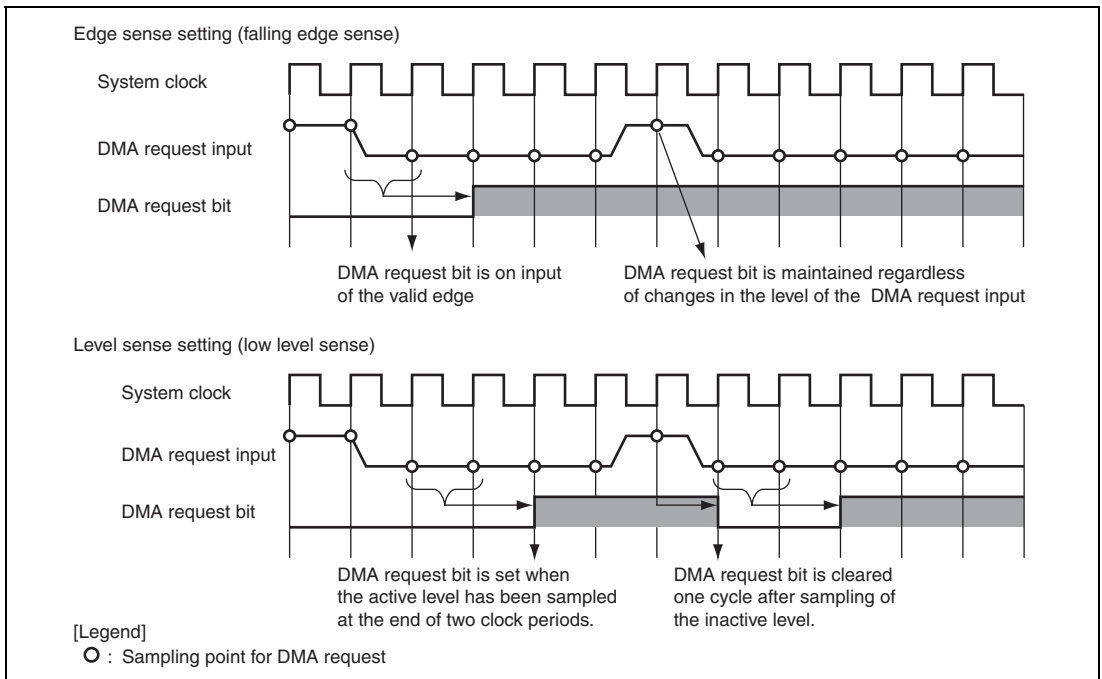 Edge sense setting (falling edge sense)
System clock
DMA request input
DMA request bit
DMA request bit is on input
of the valid edge
DMA request bit is maintained regardless
of changes in the level of the DMA request input
Level sense setting (low level sense)
System clock
DMA request input
DMA request bit
DMA request bit is set when
the active level has been sampled
at the end of two clock periods.
DMA request bit is cleared
one cycle after sampling of
the inactive level.
[Legend]
: Sampling point for DMA request